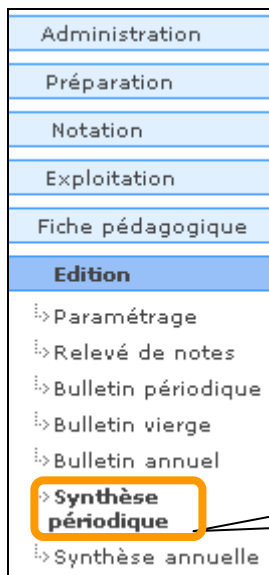 Administration
Préparation
Notation
Exploitation
Fiche pédagogique
Edition
Paramétrage
Relevé de notes
Bulletin périodique
Bulletin vierge
Bulletin annuel
Synthèse
périodique
Synthèse annuelle